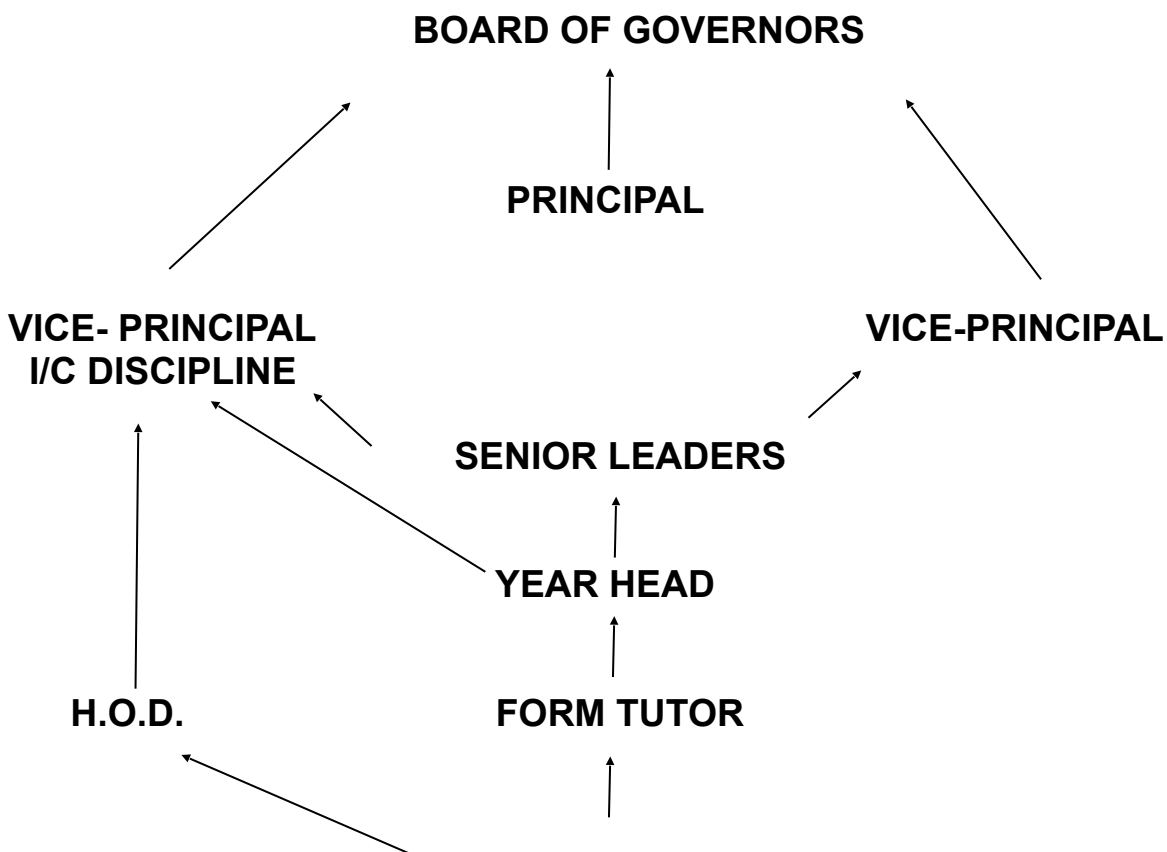 BOARD OF GOVERNORS
PRINCIPAL
VICE- PRINCIPAL
I/C DISCIPLINE
VICE-PRINCIPAL
SENIOR LEADERS
YEAR HEAD
H.O.D.
FORM TUTOR